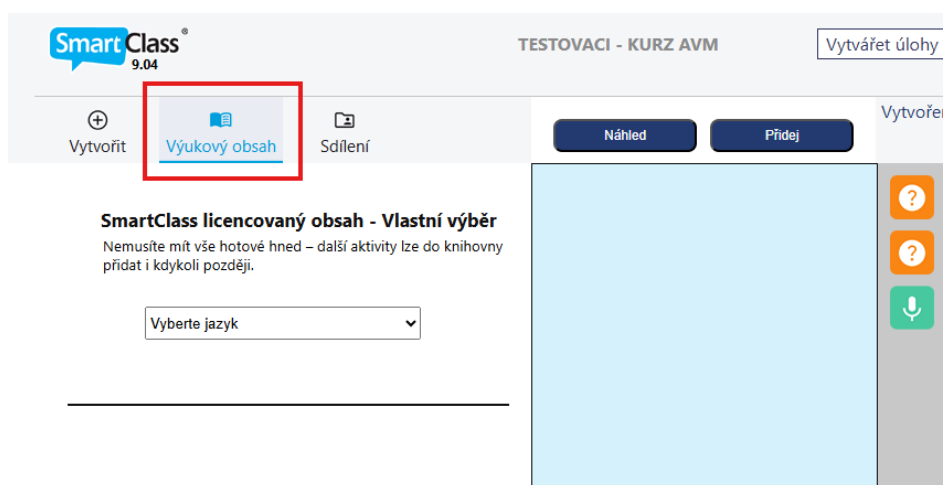 SmartClass®
9.04
TESTOVACI - KURZ AVM
Vytvářet úlohy
Vytvořit
Výukový obsah
Sdílení
Náhled
Přidej
SmartClass licencovaný obsah - Vlastní výběr
Nemusíte mít vše hotové hned – další aktivity lze do knihovny
přidat i kdykoli později.
Vyberte jazyk
?
?